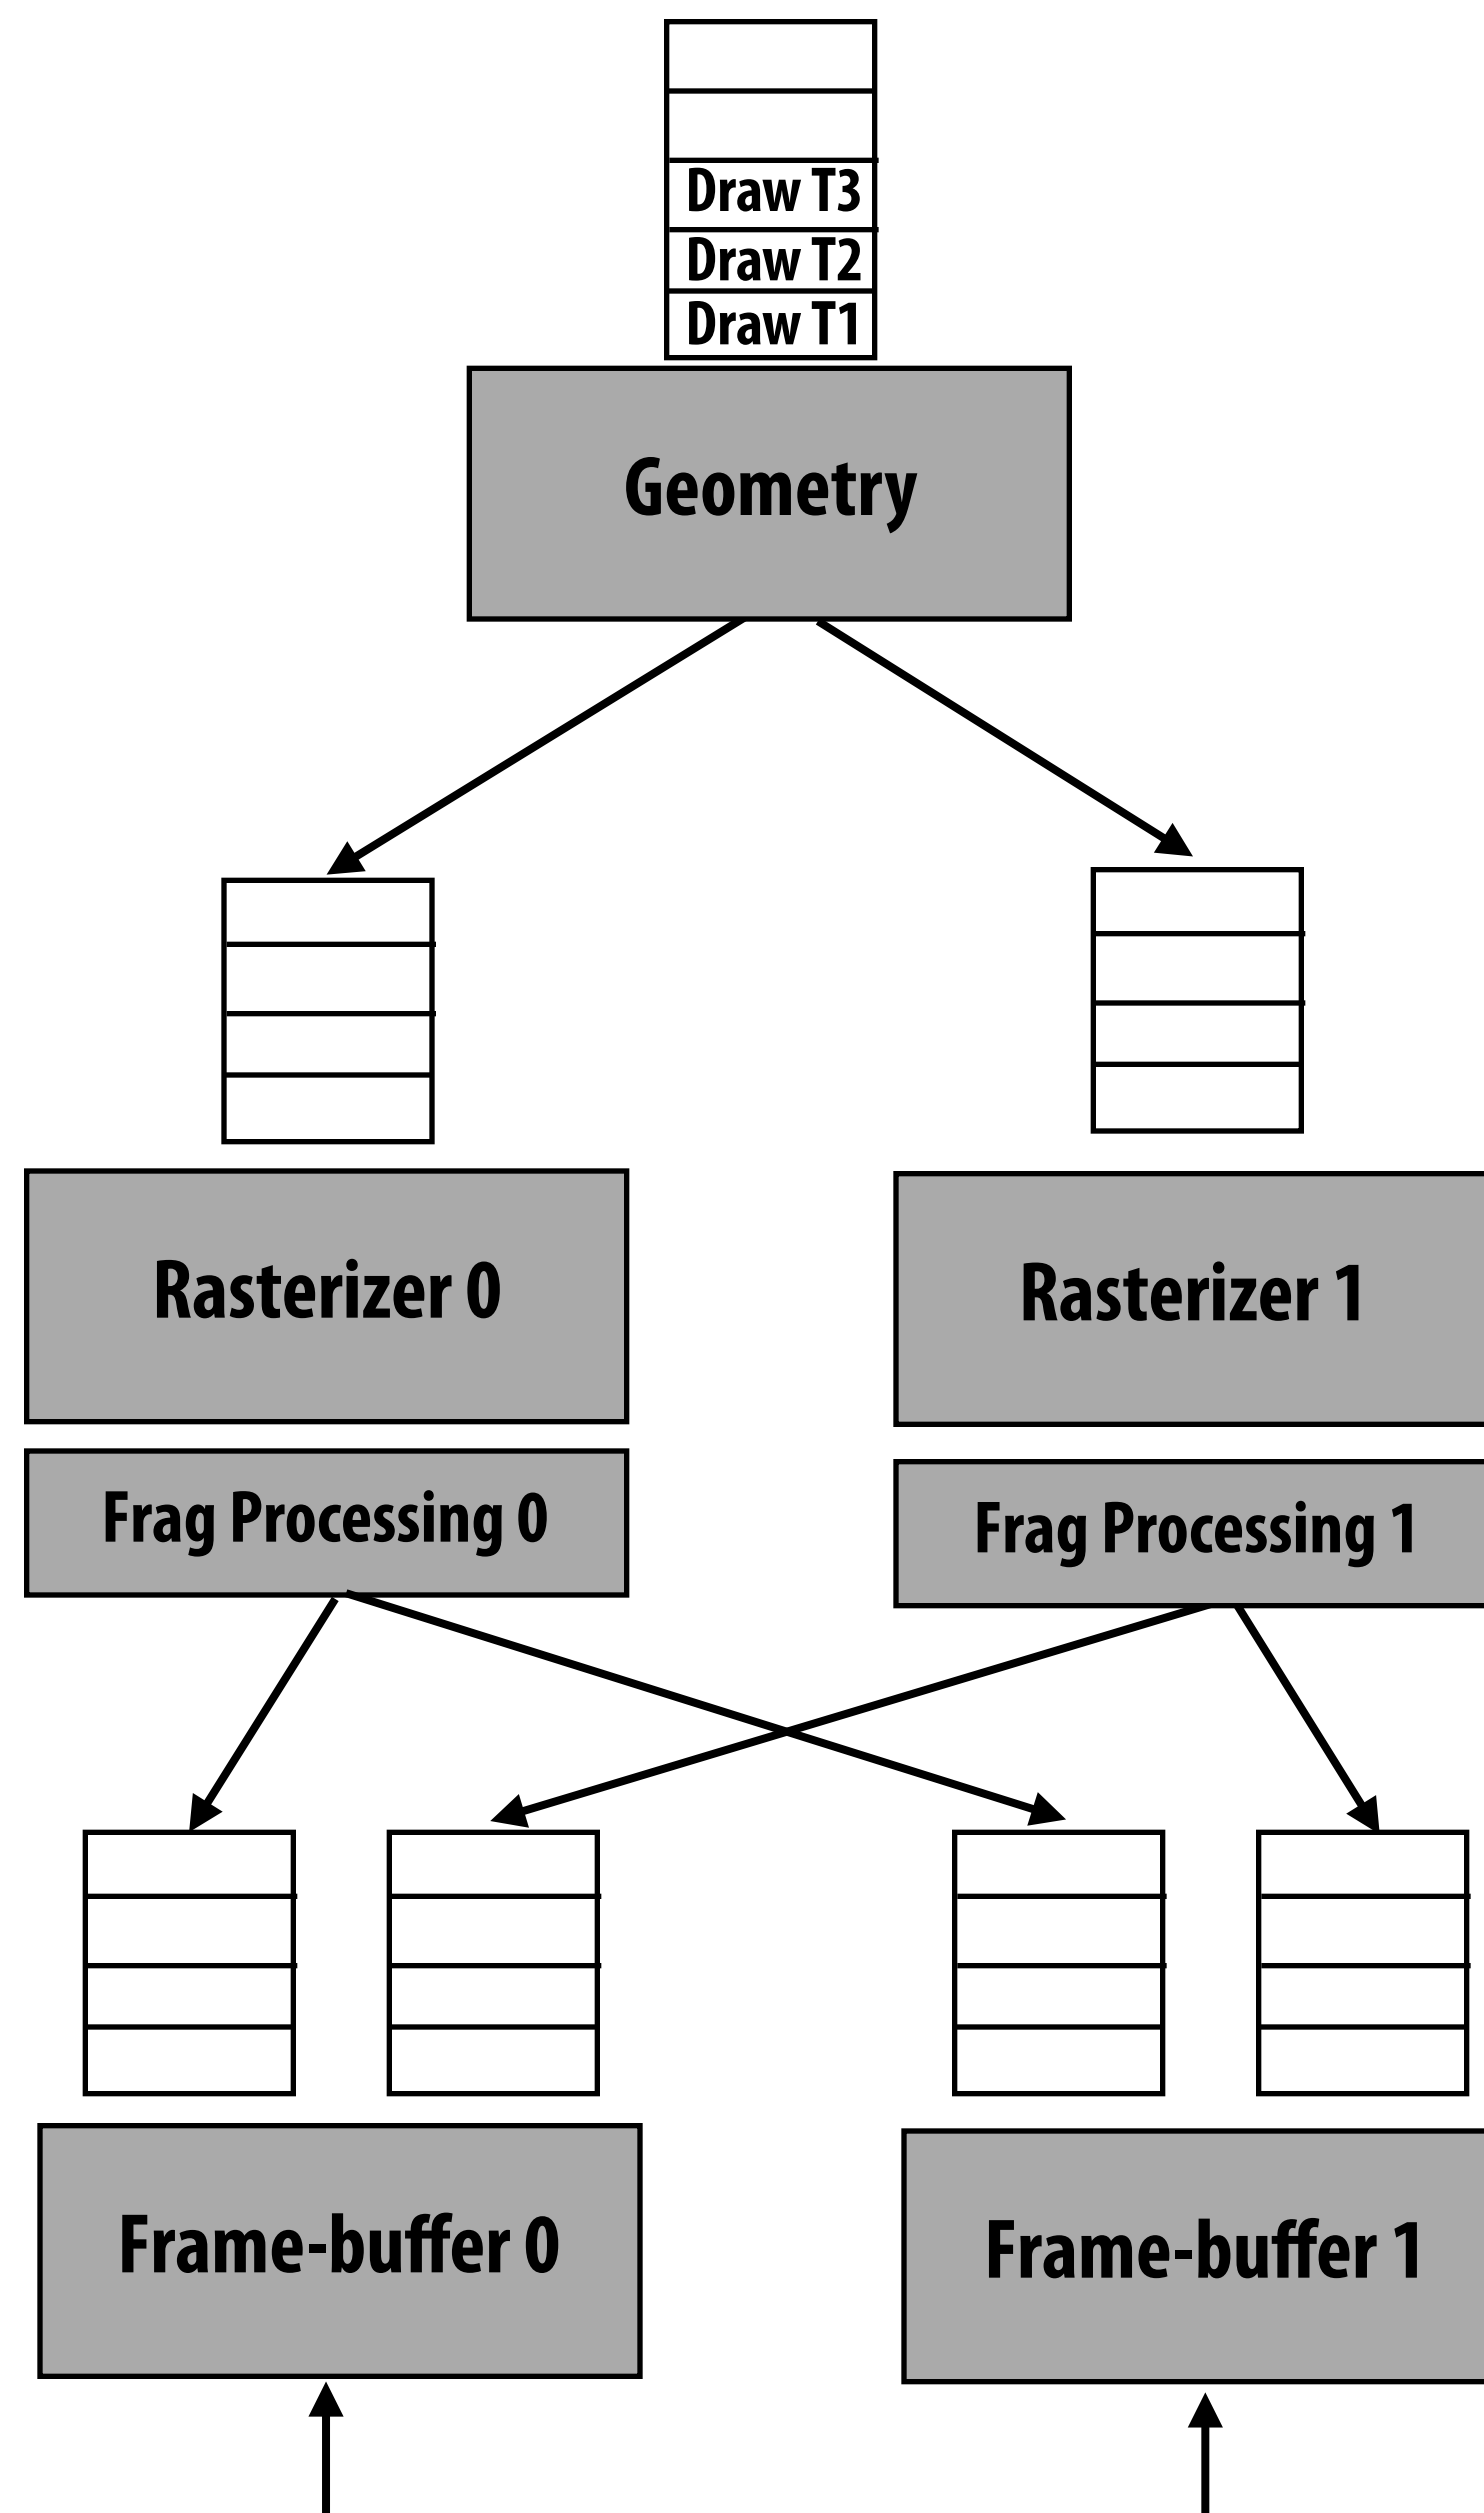 Draw T3
Draw T2
Draw T1
Geometry
Rasterizer 0
Rasterizer 1
Frag Processing 0
Frag Processing 1
Frame-buffer 0
Frame-buffer 1